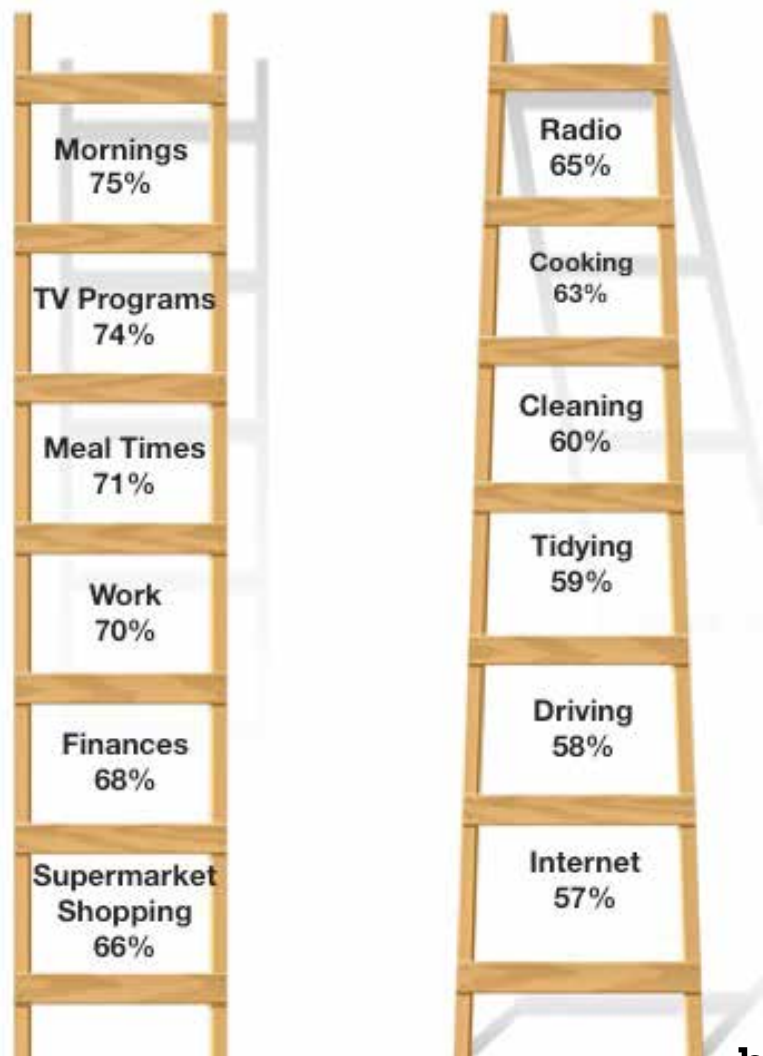 Mornings
75%
TV Programs
74%
Meal Times
71%
Work
70%
Finances
68%
Supermarket
Shopping
66%
Radio
65%
Cooking
63%
Cleaning
60%
Tidying
59%
Driving
58%
Internet
57%